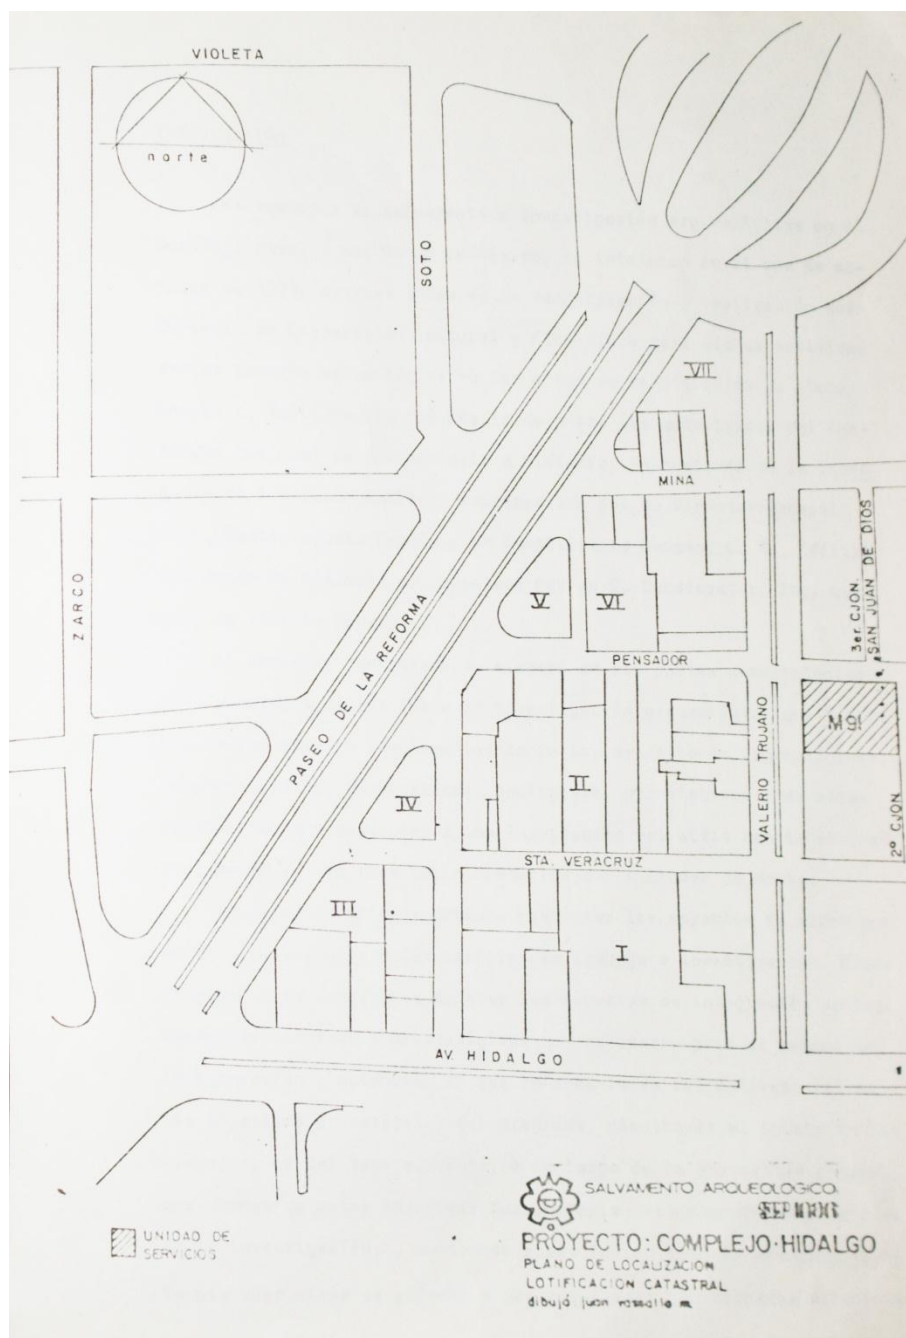 VIOLETA
norte
SOTO
VII
MINA
ZARCO
3er. CJON.
SAN JUAN DE DIOS
V
VI
PASEO DE LA REFORMA
PENSADOR
VALERIO TRUJANO
M91
IV
II
2º CJON.
STA. VERACRUZ
III
I
AV. HIDALGO
UNIDAD DE
SERVICIOS
SALVAMENTO ARQUEOLOGICO
PROYECTO: COMPLEJO·HIDALGO
PLANO DE LOCALIZACION
LOTIFICACION CATASTRAL
dibujó juan m.